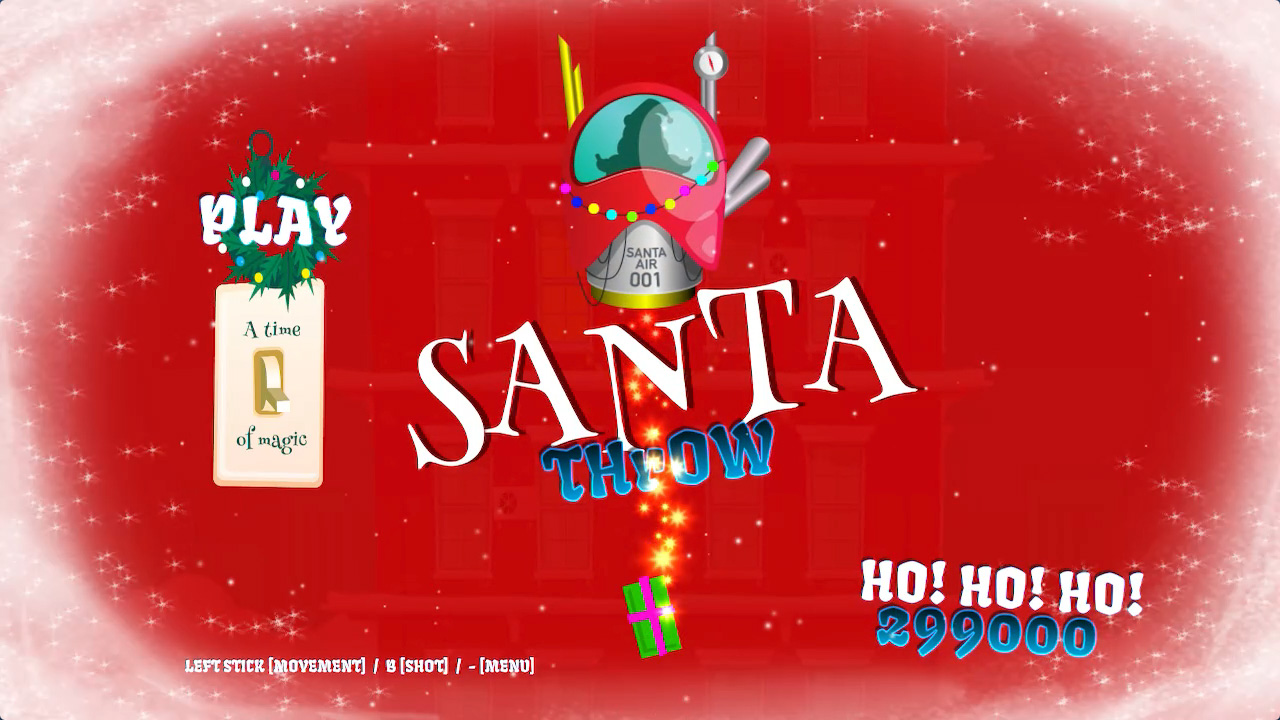 SANTA
AIR
001
PLAY
A time
of magic
SANTA
THrOW
HO! HO! HO!
299000
LEFT STICK [MOVEMENT] / B [SHOT] / - [MENU]